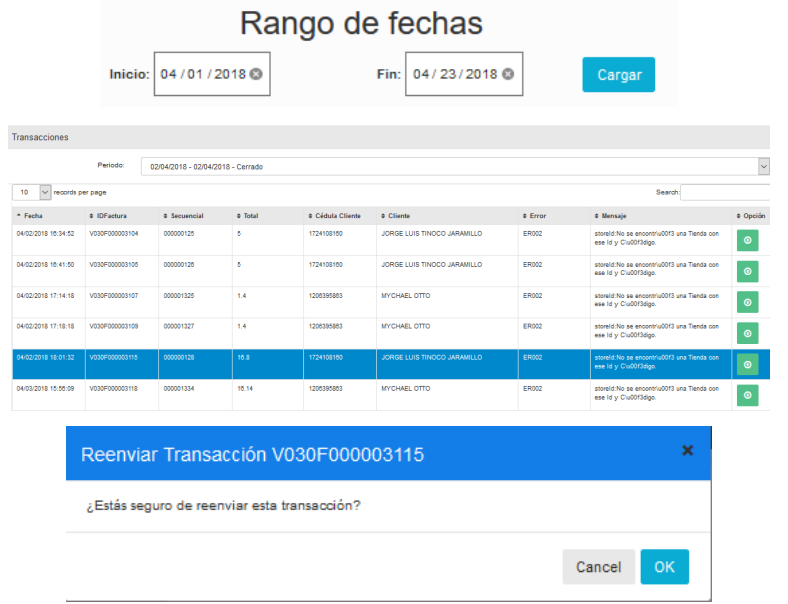 Rango de fechas
Inicio: 04 / 01 / 2018 Fin: 04 / 23 / 2018 Cargar
Transacciones
Periodo: 02/04/2018 - 02/04/2018 - Cerrado
10 records per page Search:
Fecha IDFactura Secuencial Total Cédula Cliente Cliente Error Mensaje Opción
04/02/2018 16:34:52 V030F000003104 000000125 5 1724108160 JORGE LUIS TINOCO JARAMILLO ER002 storeId:No se encontr\u00f3 una Tienda con
ese Id y C\u00f3digo.
04/02/2018 16:41:50 V030F000003105 000000126 5 1724108160 JORGE LUIS TINOCO JARAMILLO ER002 storeId:No se encontr\u00f3 una Tienda con
ese Id y C\u00f3digo.
04/02/2018 17:14:18 V030F000003107 000001325 1.4 1206395863 MYCHAEL OTTO ER002 storeId:No se encontr\u00f3 una Tienda con
ese Id y C\u00f3digo.
04/02/2018 17:18:18 V030F000003109 000001327 1.4 1206395863 MYCHAEL OTTO ER002 storeId:No se encontr\u00f3 una Tienda con
ese Id y C\u00f3digo.
04/02/2018 18:01:32 V030F000003115 000000128 16.8 1724108160 JORGE LUIS TINOCO JARAMILLO ER002 storeId:No se encontr\u00f3 una Tienda con
ese Id y C\u00f3digo.
04/03/2018 15:56:09 V030F000003118 000001334 16.14 1206395863 MYCHAEL OTTO ER002 storeId:No se encontr\u00f3 una Tienda con
ese Id y C\u00f3digo.
Reenviar Transacción V030F000003115
¿Estás seguro de reenviar esta transacción?
Cancel OK